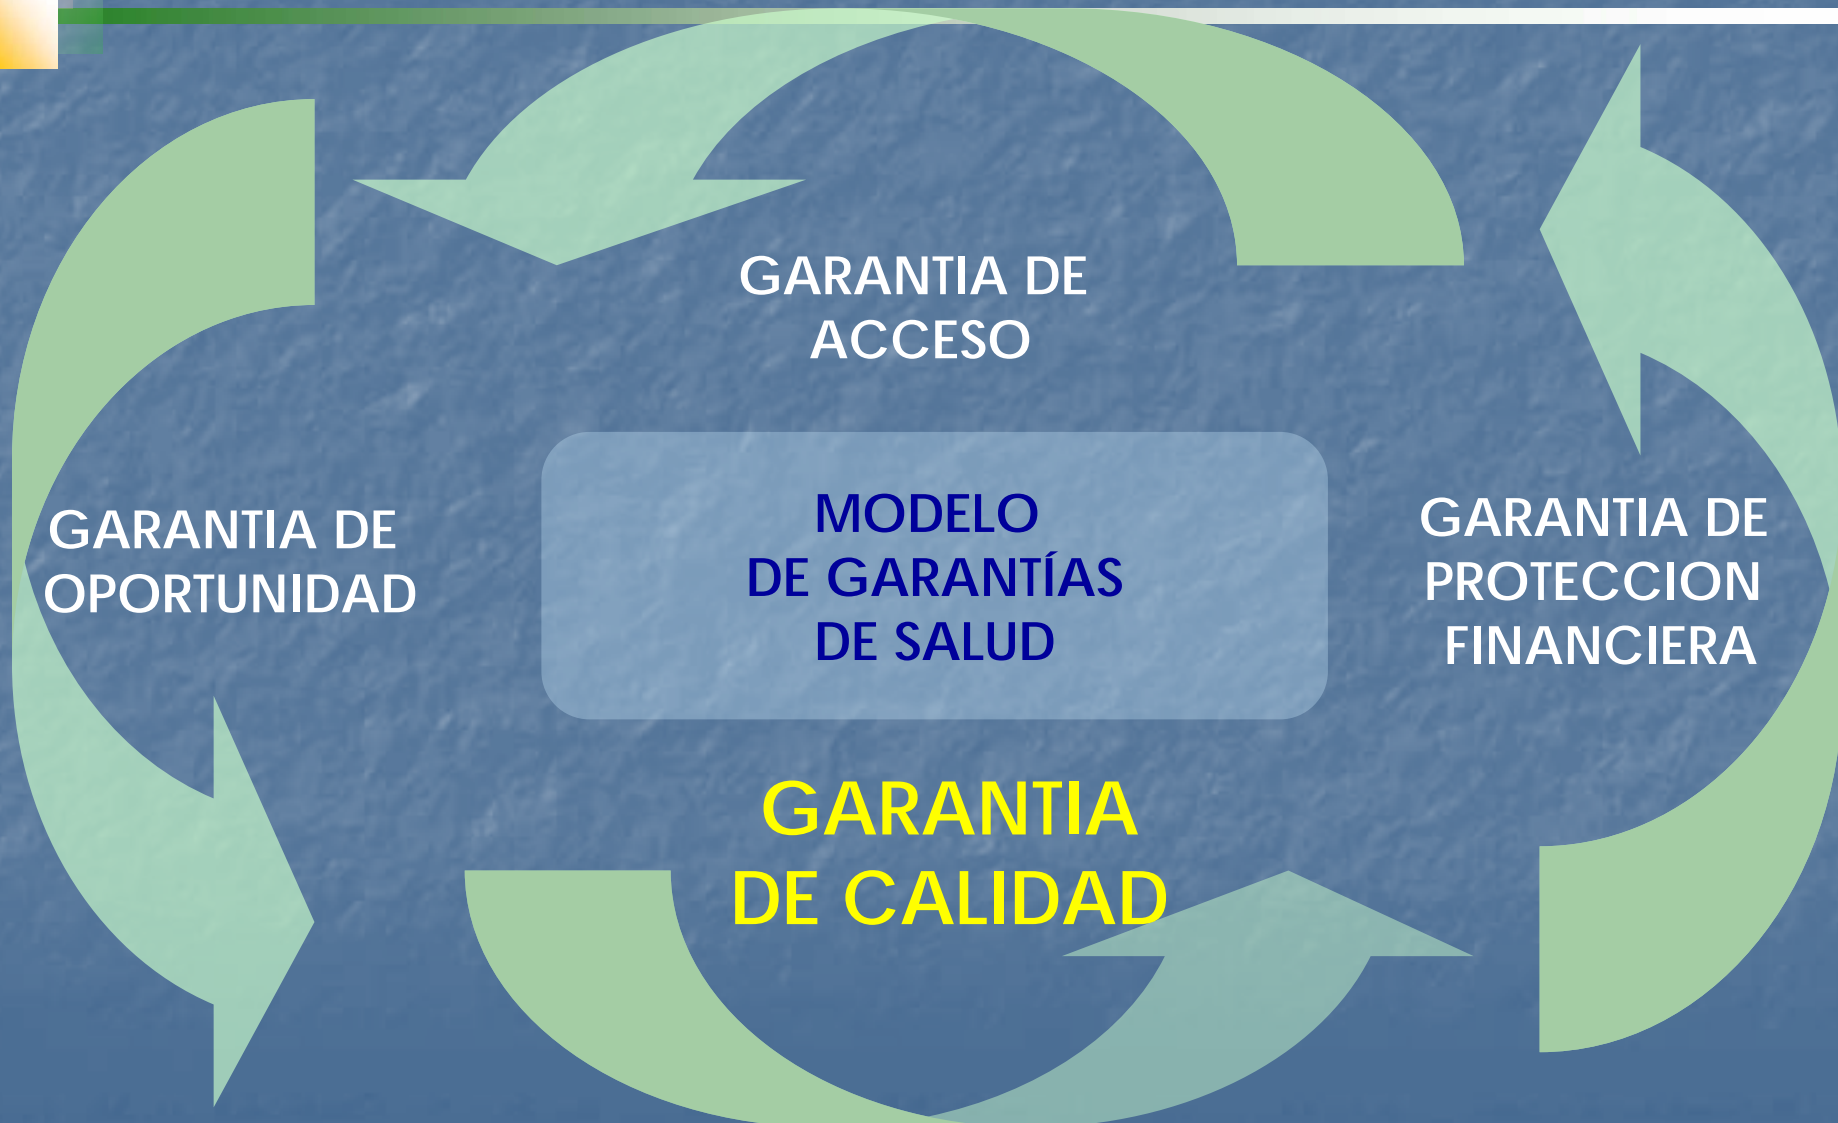 GARANTIA DE
ACCESO
GARANTIA DE
OPORTUNIDAD
MODELO
DE GARANTÍAS
DE SALUD
GARANTIA DE
PROTECCION
FINANCIERA
GARANTIA
DE CALIDAD